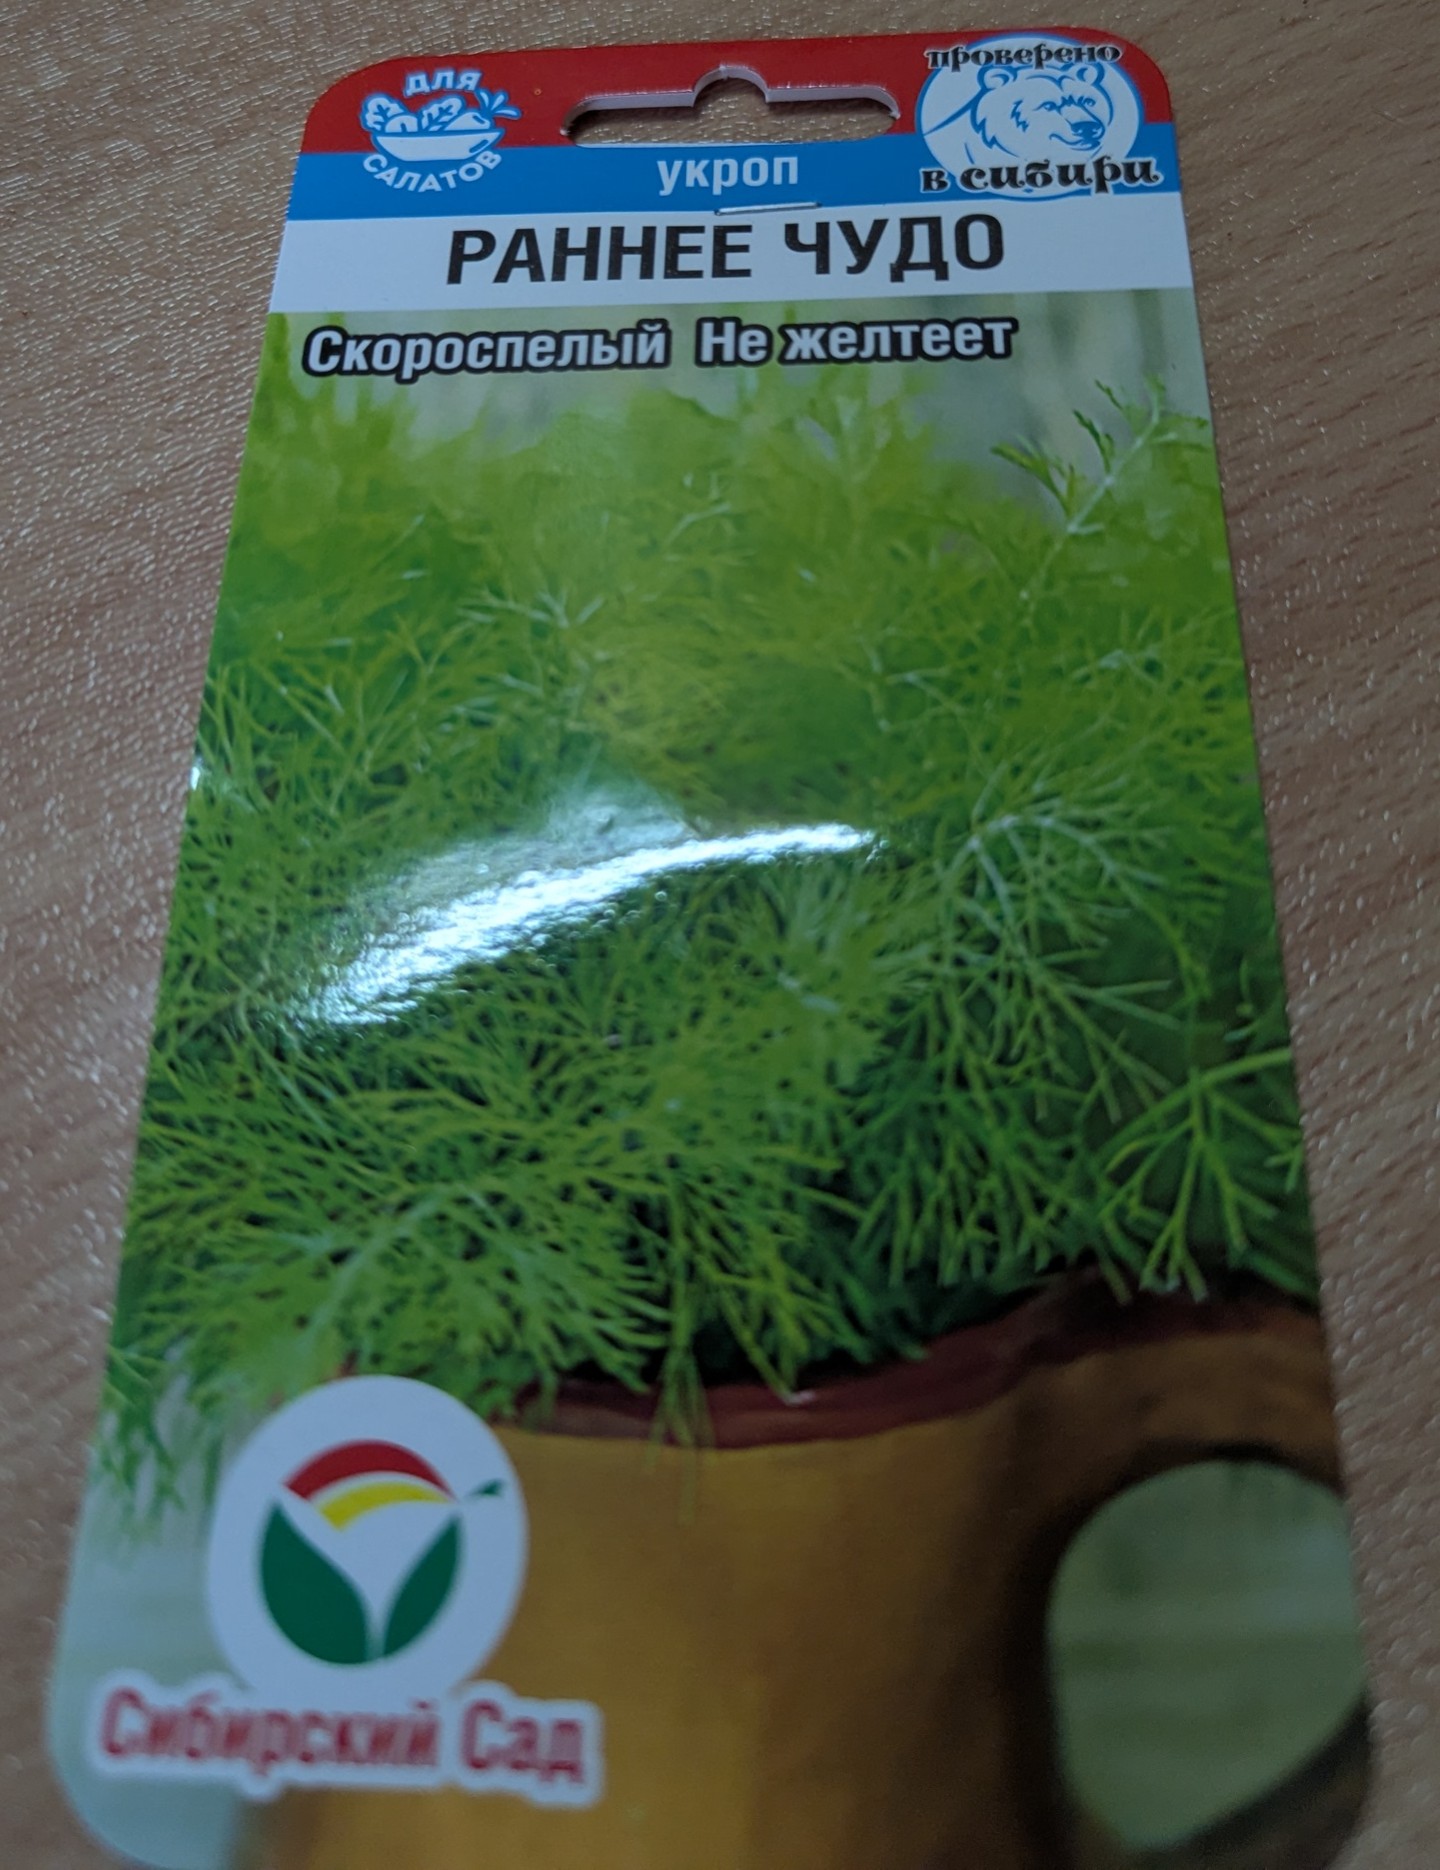 для
салатов
проверено
в сибири
укроп
РАННЕЕ ЧУДО
Скороспелый Не желтеет
Сибирский Сад